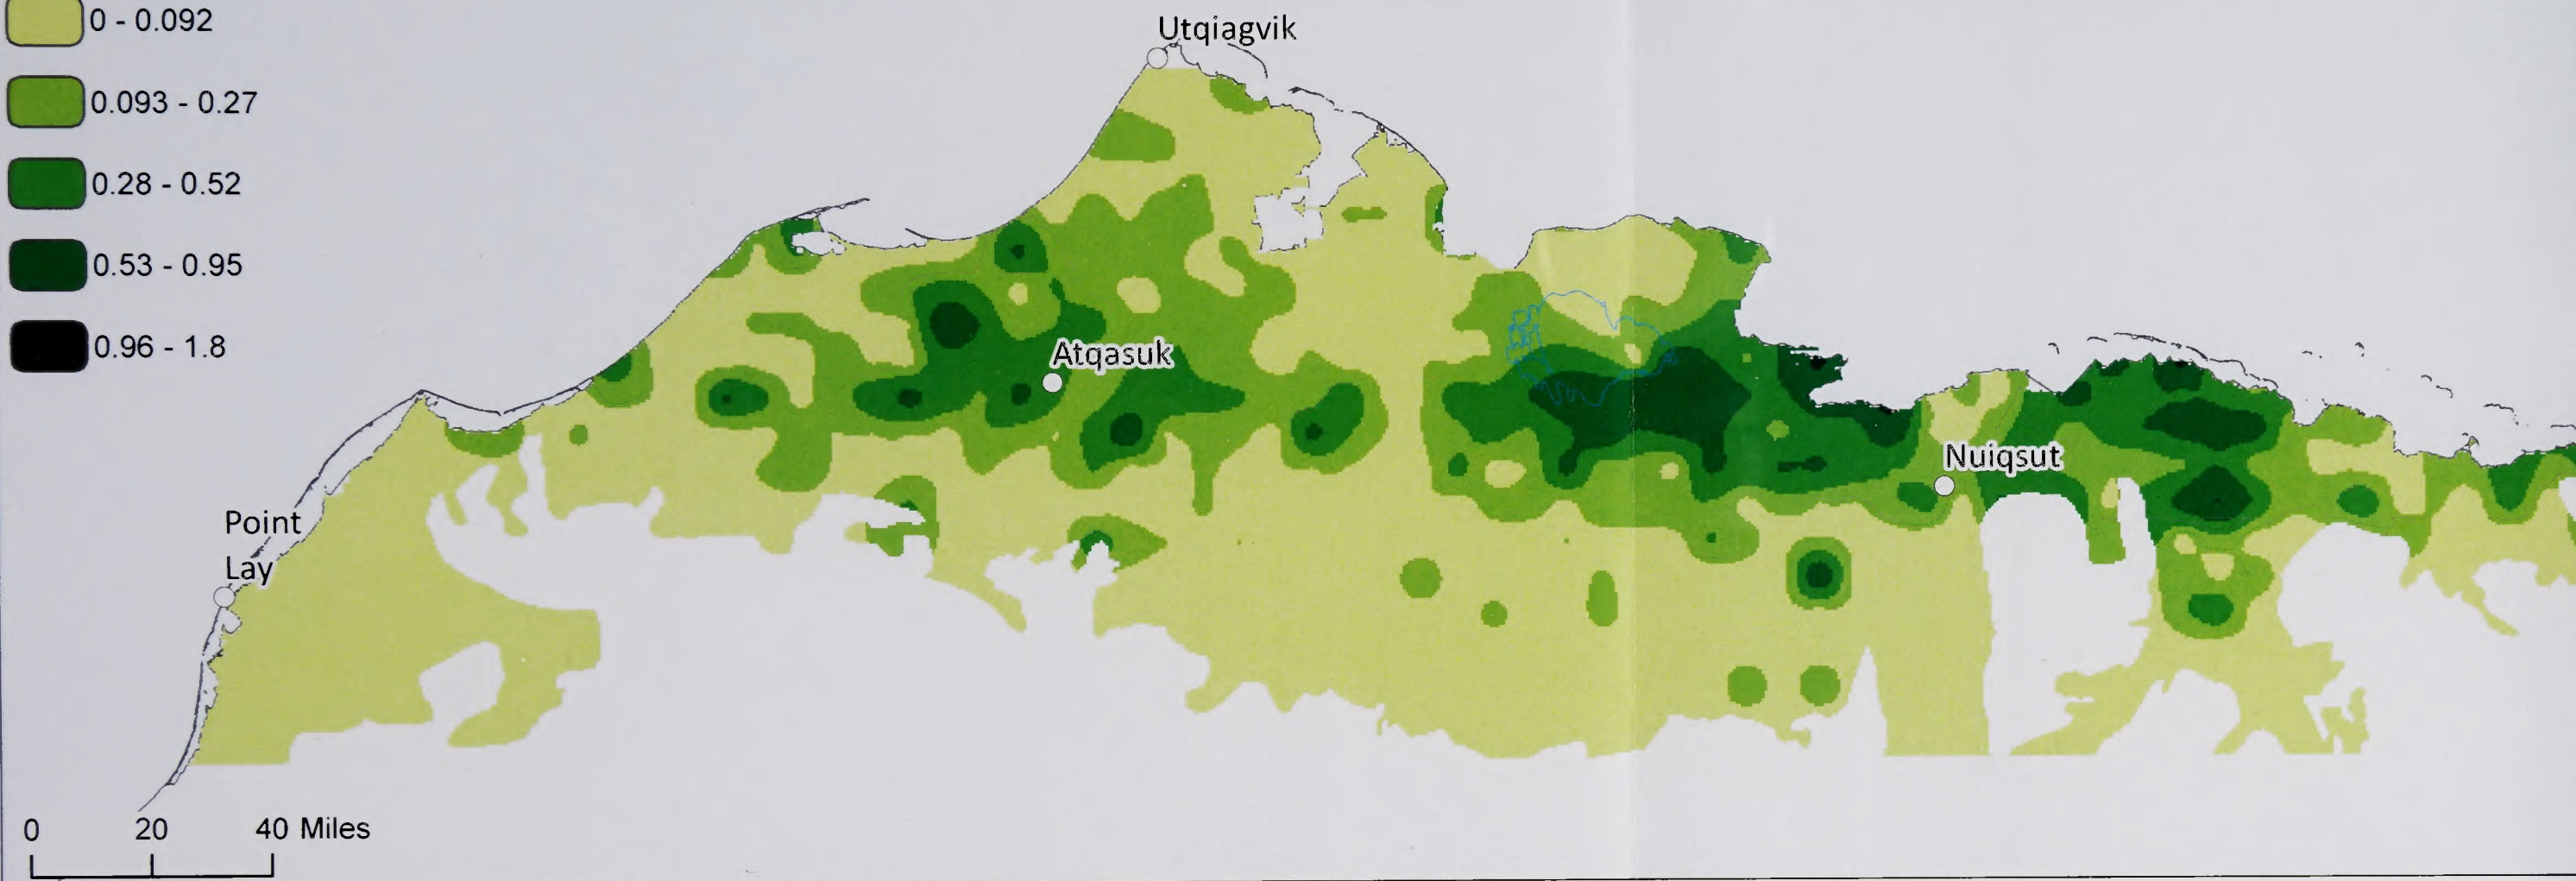 0 - 0.092
0.093 - 0.27
0.28 - 0.52
0.53 - 0.95
0.96 - 1.8
Utqiagvik
Atqasuk
Nuiqsut
Point
Lay
0 20 40 Miles